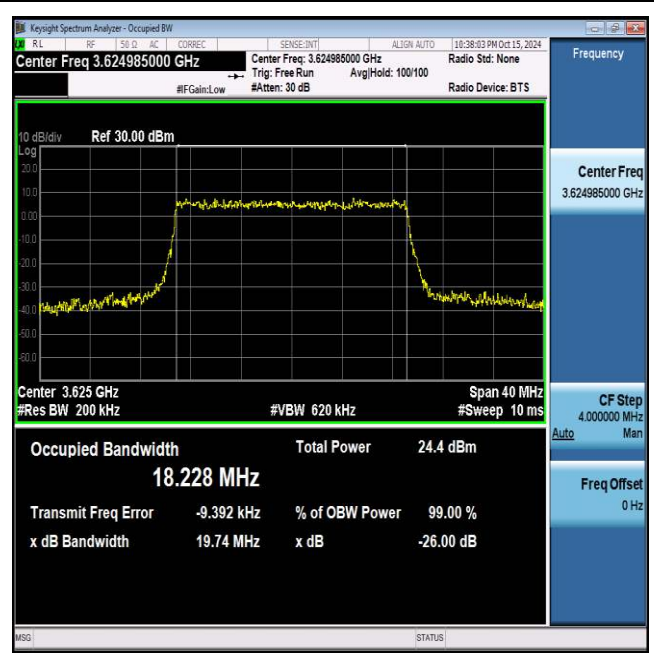 Keysight Spectrum Analyzer - Occupied BW
RL RF 50 Ω AC CORREC SENSE:INT ALIGN AUTO 10:38:03 PM Oct 15, 2024
Center Freq 3.624985000 GHz
Center Freq: 3.624985000 GHz
Radio Std: None
Trig: Free Run Avg|Hold: 100/100
#IFGain:Low #Atten: 30 dB
Radio Device: BTS
10 dB/div Ref 30.00 dBm
Log
20.0
10.0
0.00
-10.0
-20.0
-30.0
-40.0
-50.0
-60.0
Center 3.625 GHz Span 40 MHz
#Res BW 200 kHz #VBW 620 kHz #Sweep 10 ms
Occupied Bandwidth Total Power 24.4 dBm
18.228 MHz
Transmit Freq Error -9.392 kHz % of OBW Power 99.00 %
x dB Bandwidth 19.74 MHz x dB -26.00 dB
MSG STATUS
Frequency
Center Freq
3.624985000 GHz
CF Step
4.000000 MHz
Auto Man
Freq Offset
0 Hz